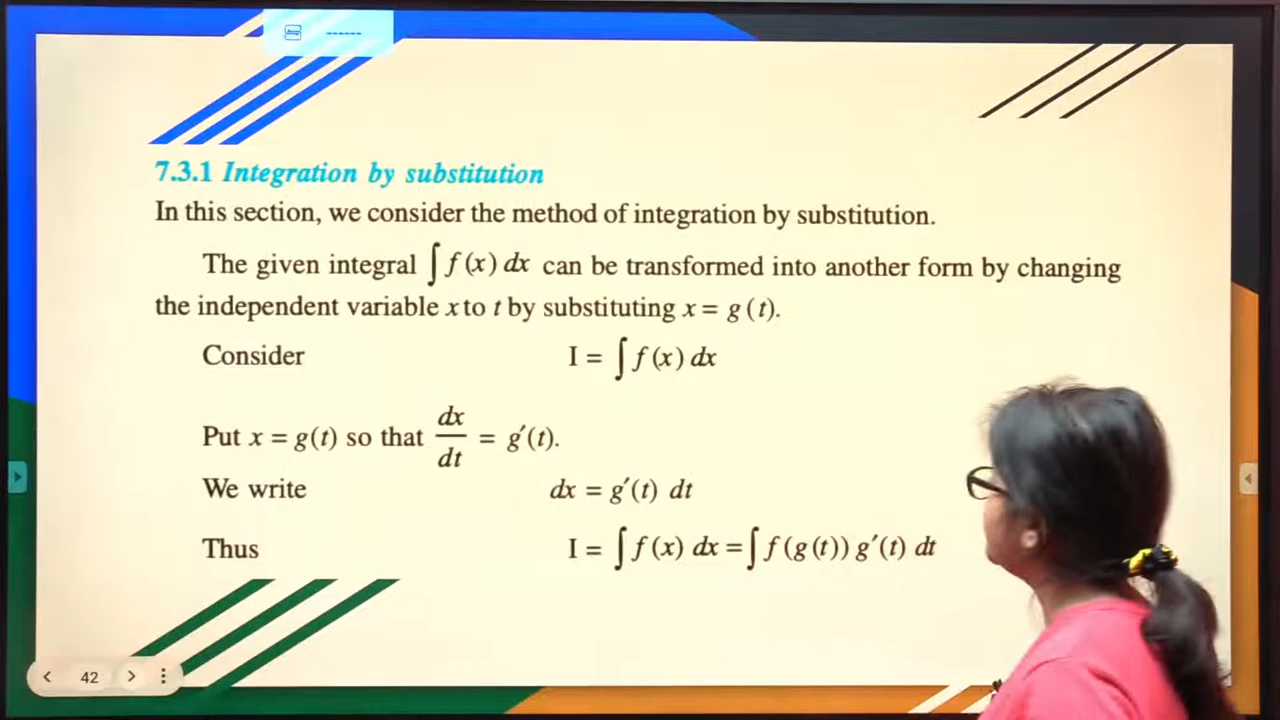 7.3.1 Integration by substitution
In this section, we consider the method of integration by substitution.
The given integral ∫ f (x) dx can be transformed into another form by changing
the independent variable x to t by substituting x = g (t).
Consider I = ∫ f (x) dx
Put x = g(t) so that dx/dt = g′(t).
We write dx = g′(t) dt
Thus I = ∫ f (x) dx = ∫ f (g (t)) g′(t) dt
< 42 >